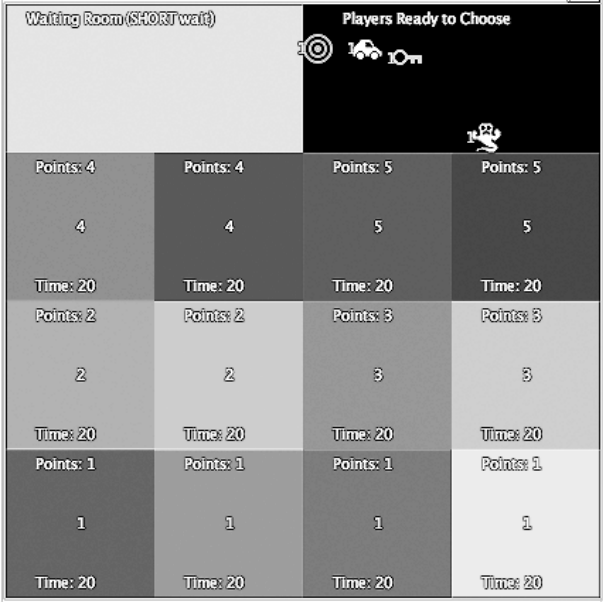 Waiting Room (SHORT wait)
Players Ready to Choose
1
1
1
1
Points: 4
Points: 4
Points: 5
Points: 5
4
4
5
5
Time: 20
Time: 20
Time: 20
Time: 20
Points: 2
Points: 2
Points: 3
Points: 3
2
2
3
3
Time: 20
Time: 20
Time: 20
Time: 20
Points: 1
Points: 1
Points: 1
Points: 1
1
1
1
1
Time: 20
Time: 20
Time: 20
Time: 20